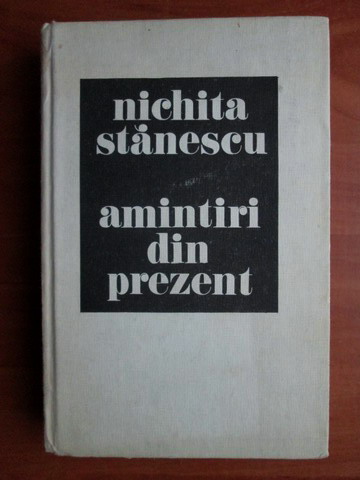 nichita
stănescu
amintiri
din
prezent